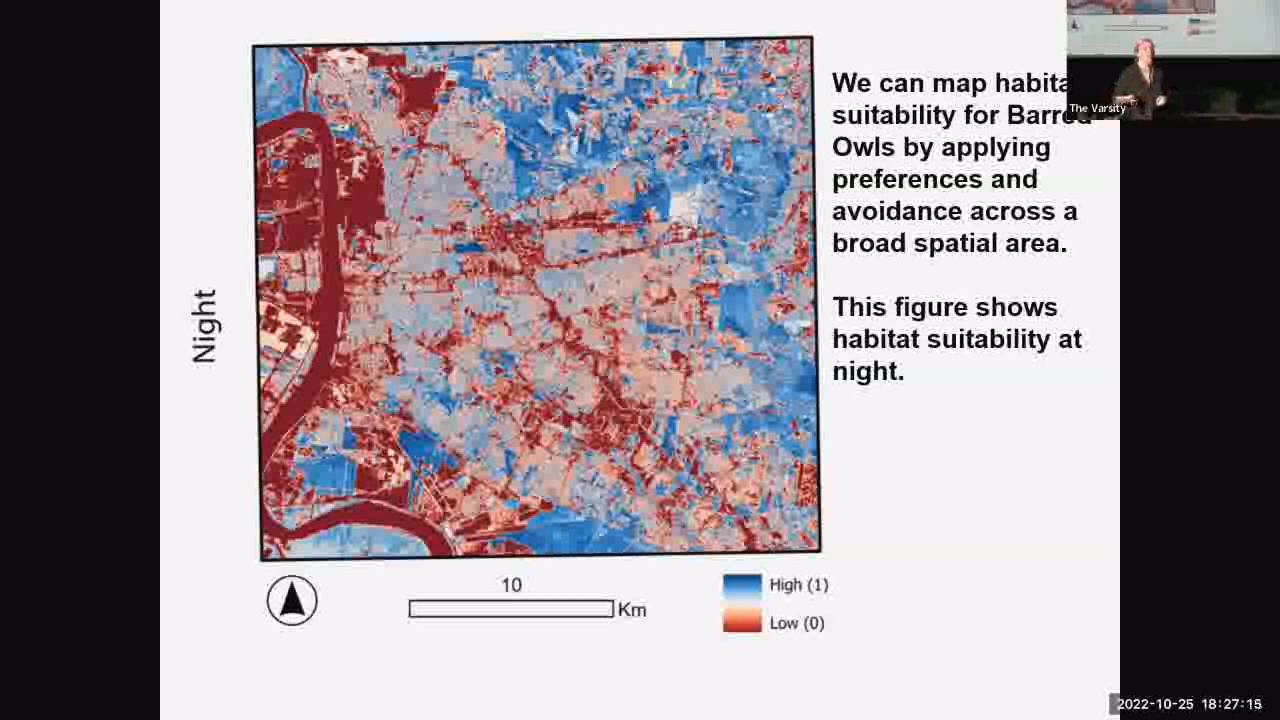 We can map habita
suitability for Barred
Owls by applying
preferences and
avoidance across a
broad spatial area.
This figure shows
habitat suitability at
night.
The Varsity
Night
10
Km
High (1)
Low (0)
2022-10-25 18:27:15